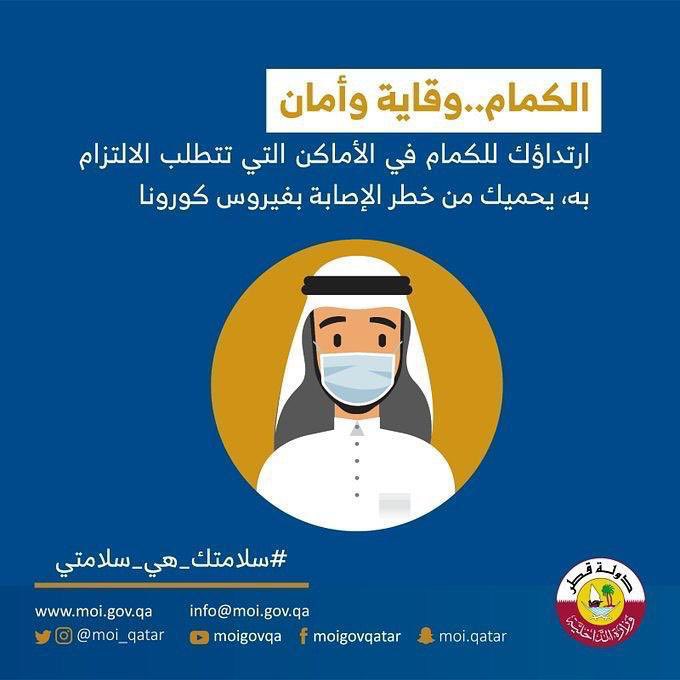 الكمام..وقاية وأمان
ارتداؤك للكمام في الأماكن التي تتطلب الالتزام
به، يحميك من خطر الإصابة بفيروس كورونا
#سلامتك_هي_سلامتي
www.moi.gov.qa info@moi.gov.qa
@moi_qatar moigovqa moigovqatar moi.qatar
دولة قطر
وزارة الداخلية